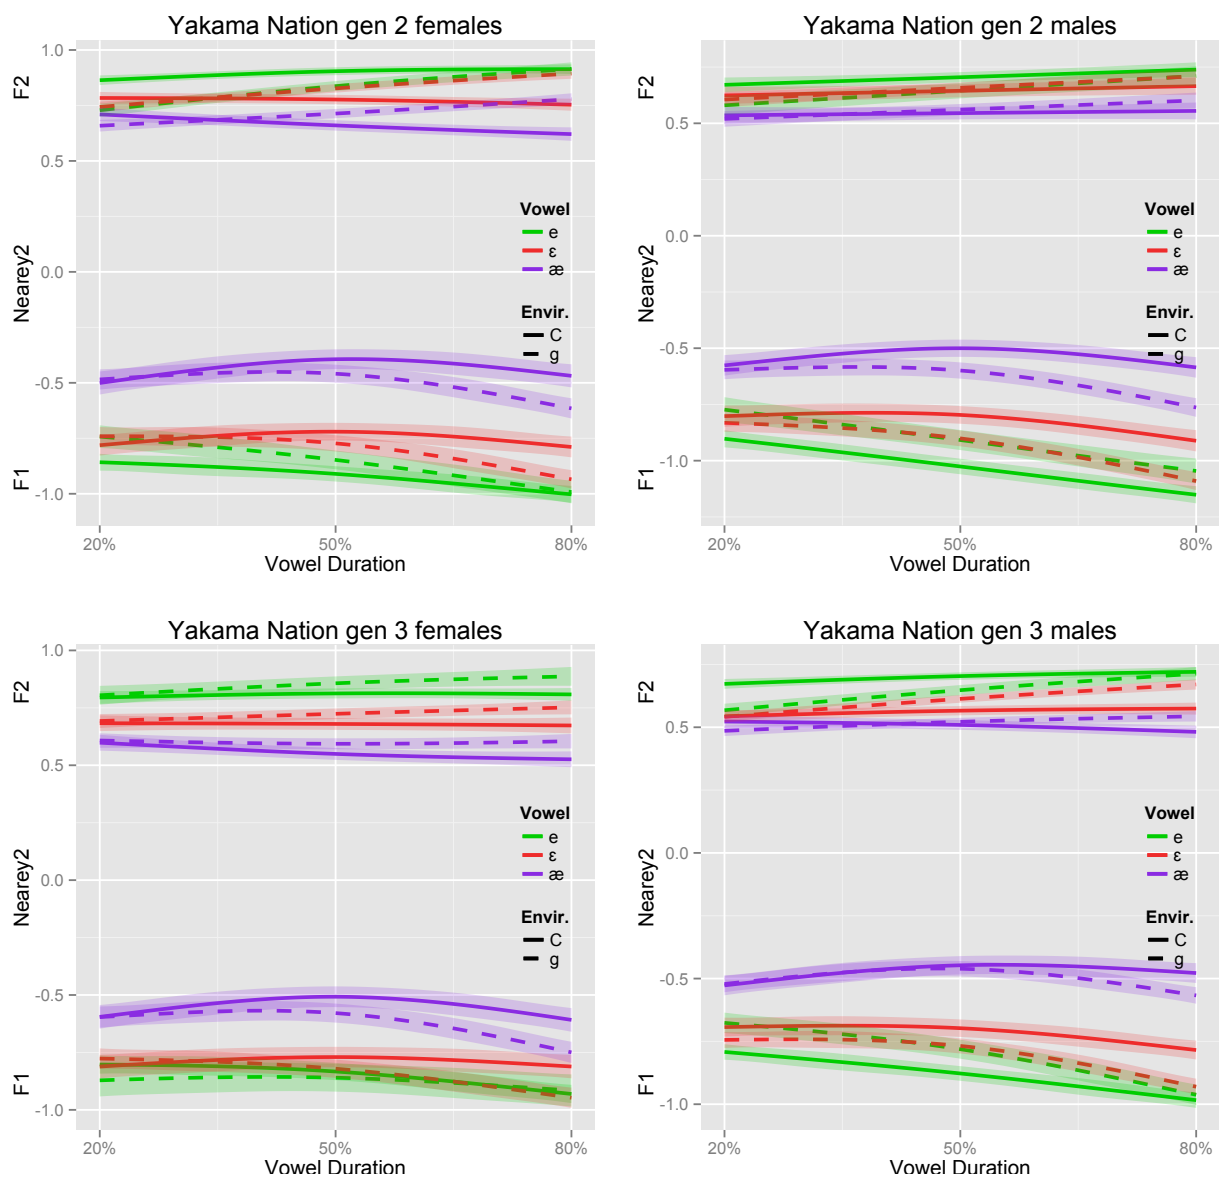 Yakama Nation gen 2 females
1.0
F2
0.5
Vowel
e
ε
æ
Nearey2
0.0
Envir.
C
g
-0.5
F1
-1.0
20% 50% 80%
Vowel Duration
Yakama Nation gen 2 males
F2
0.5
Vowel
e
ε
æ
Nearey2
0.0
Envir.
C
g
-0.5
F1
-1.0
20% 50% 80%
Vowel Duration
Yakama Nation gen 3 females
1.0
F2
0.5
Vowel
e
ε
æ
Nearey2
0.0
Envir.
C
g
-0.5
F1
-1.0
20% 50% 80%
Vowel Duration
Yakama Nation gen 3 males
F2
0.5
Vowel
e
ε
æ
Nearey2
0.0
Envir.
C
g
-0.5
F1
-1.0
20% 50% 80%
Vowel Duration